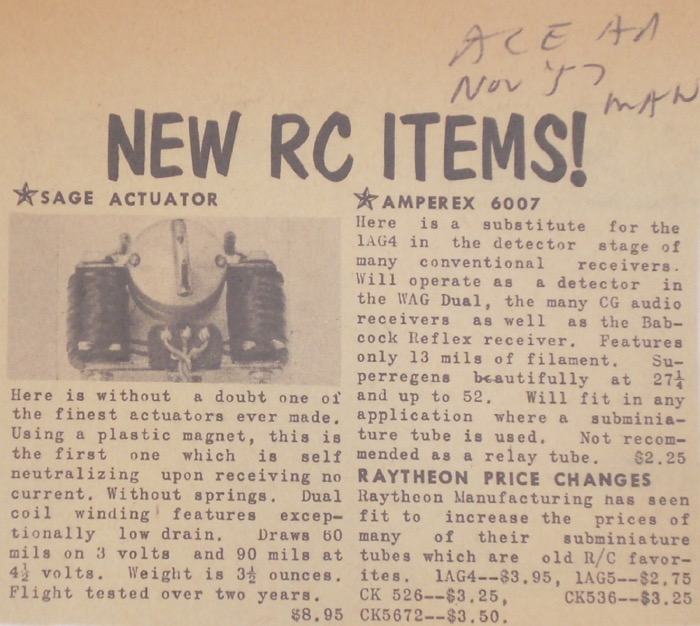 ACE AD
NOV '57
MAN
NEW RC ITEMS!
☆SAGE ACTUATOR
Here is without a doubt one of
the finest actuators ever made.
Using a plastic magnet, this is
the first one which is self
neutralizing upon receiving no
current. Without springs. Dual
coil winding features excep-
tionally low drain. Draws 60
mils on 3 volts and 90 mils at
4½ volts. Weight is 3½ ounces.
Flight tested over two years.
$8.95
☆AMPEREX 6007
Here is a substitute for the
1AG4 in the detector stage of
many conventional receivers.
Will operate as a detector in
the WAG Dual, the many CG audio
receivers as well as the Bab-
cock Reflex receiver. Features
only 13 mils of filament. Su-
perregens beautifully at 27¼
and up to 52. Will fit in any
application where a subminia-
ture tube is used. Not recom-
mended as a relay tube. $2.25
RAYTHEON PRICE CHANGES
Raytheon Manufacturing has seen
fit to increase the prices of
many of their subminiature
tubes which are old R/C favor-
ites. 1AG4--$3.95, 1AG5--$2.75
CK 526--$3.25, CK536--$3.25
CK5672--$3.50.